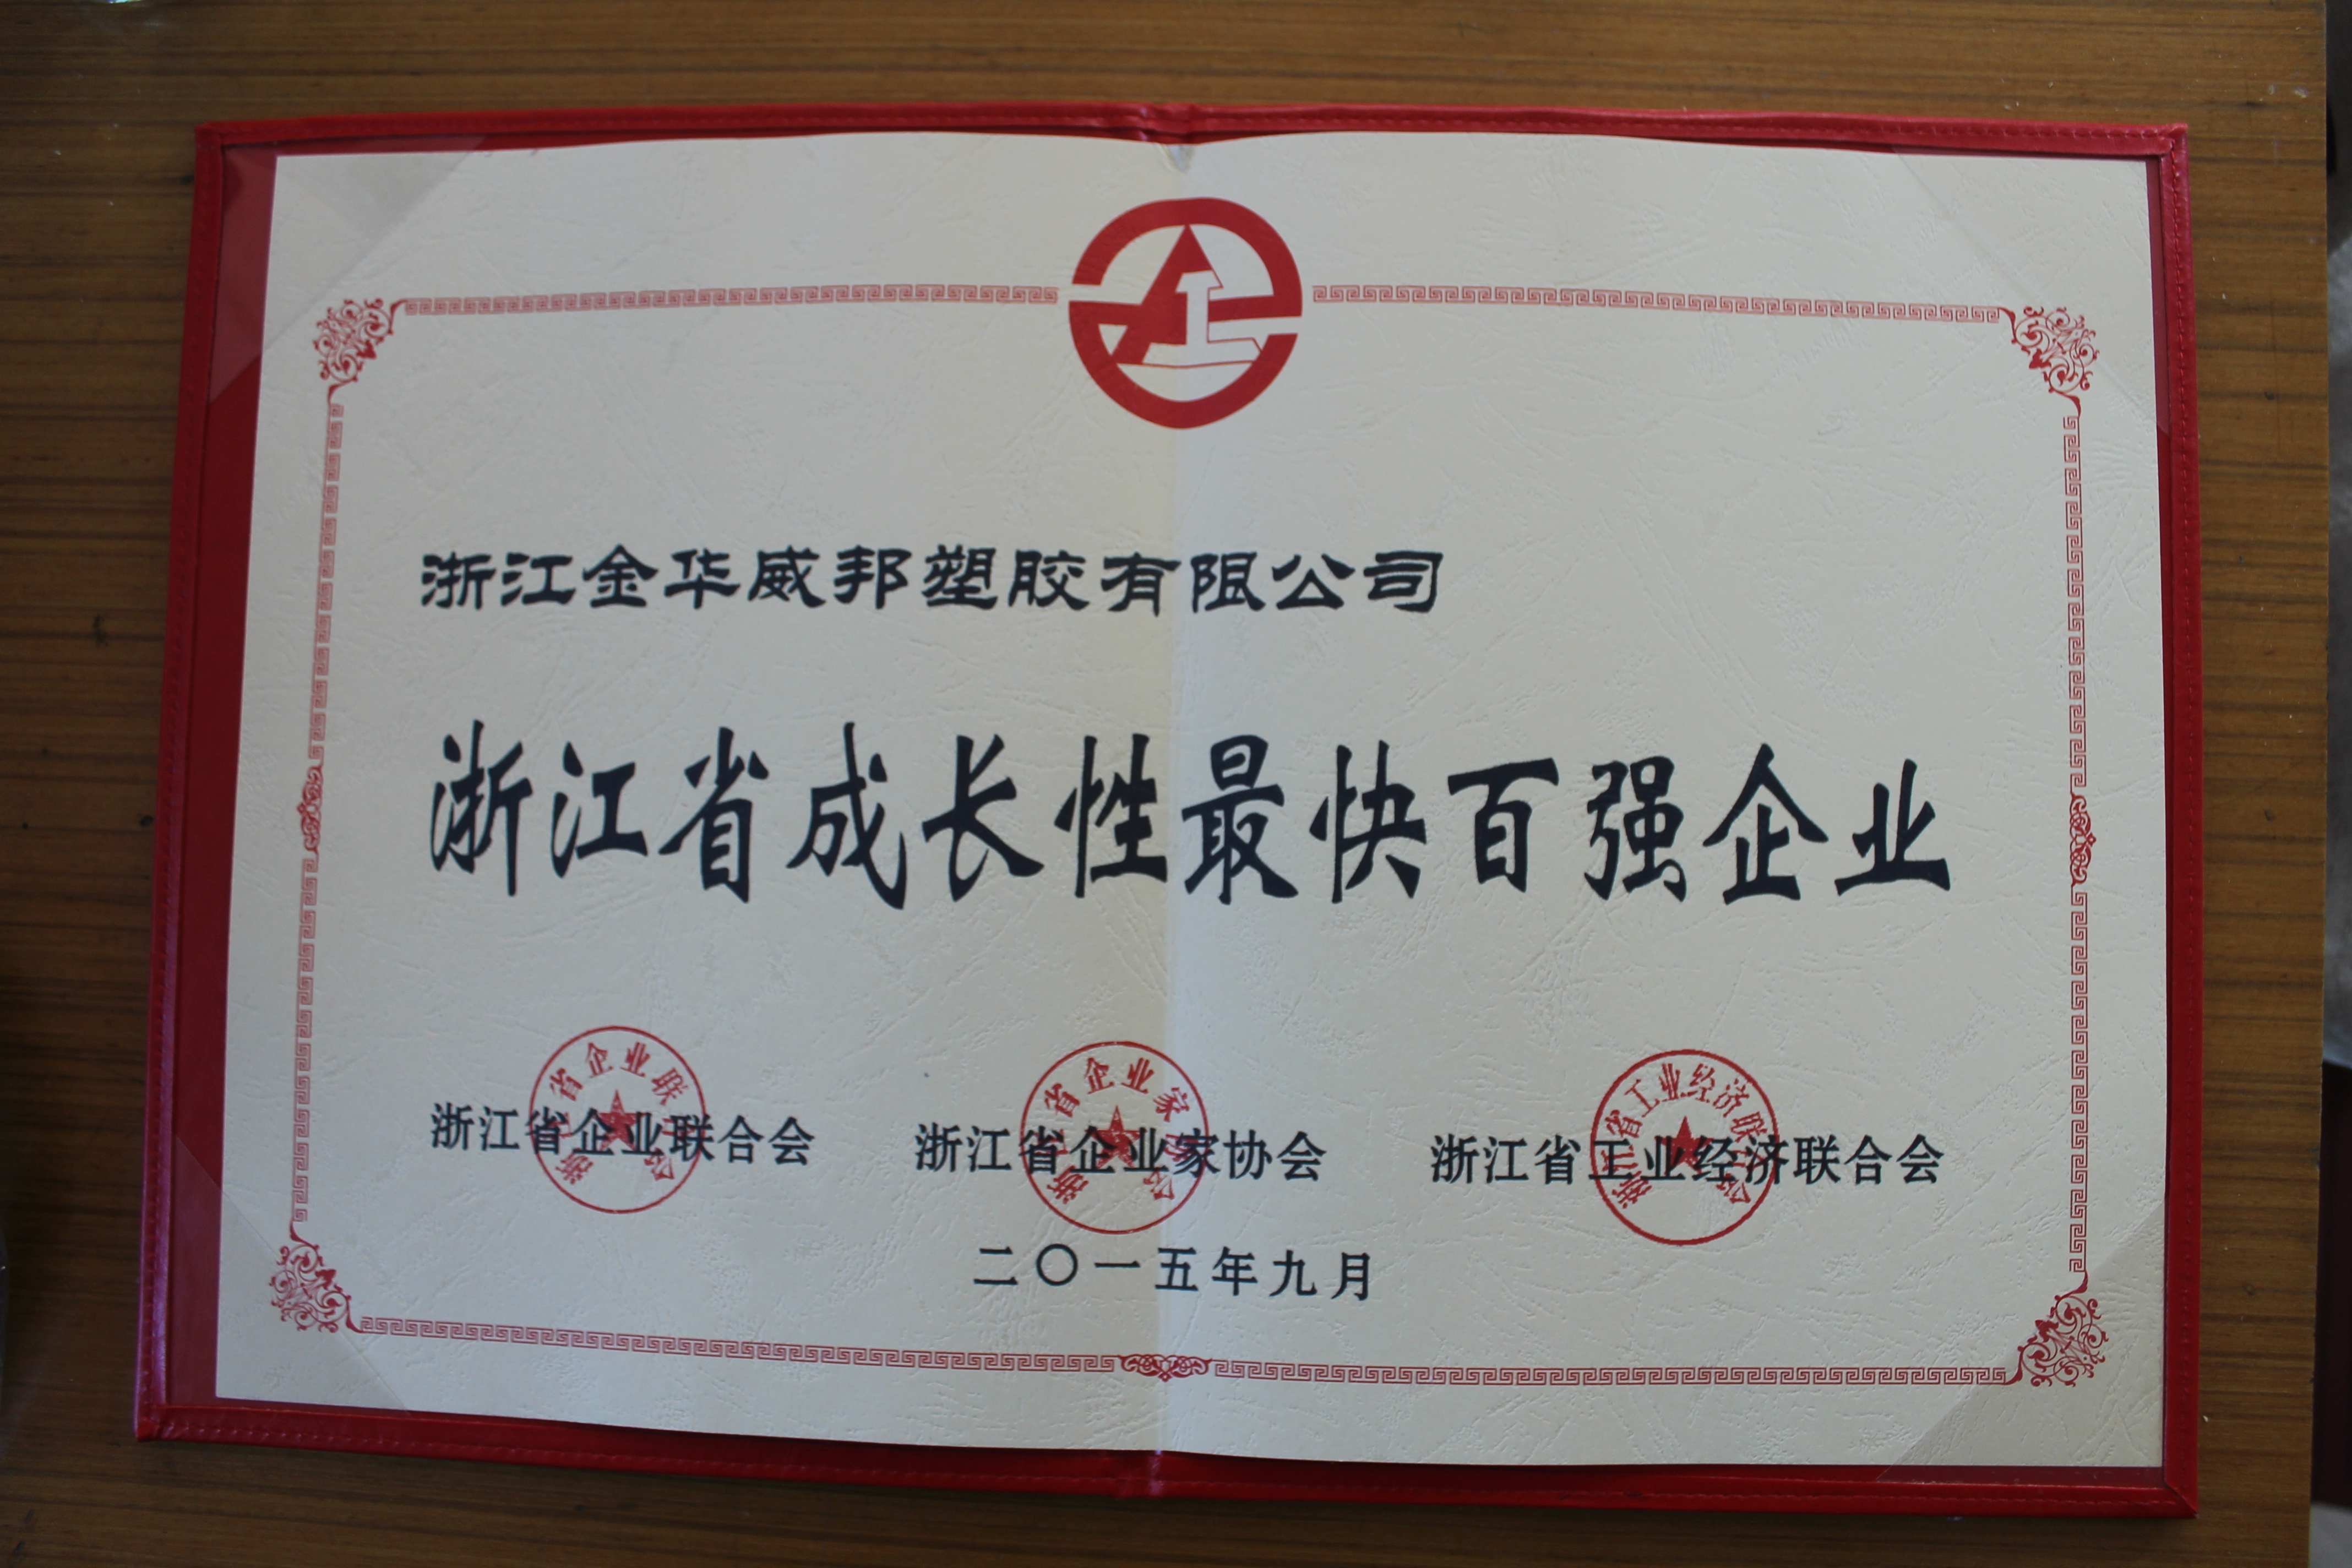 浙江金华威邦塑胶有限公司
浙江省成长性最快百强企业
浙江省企业联合会 浙江省企业家协会 浙江省工业经济联合会
二〇一五年九月